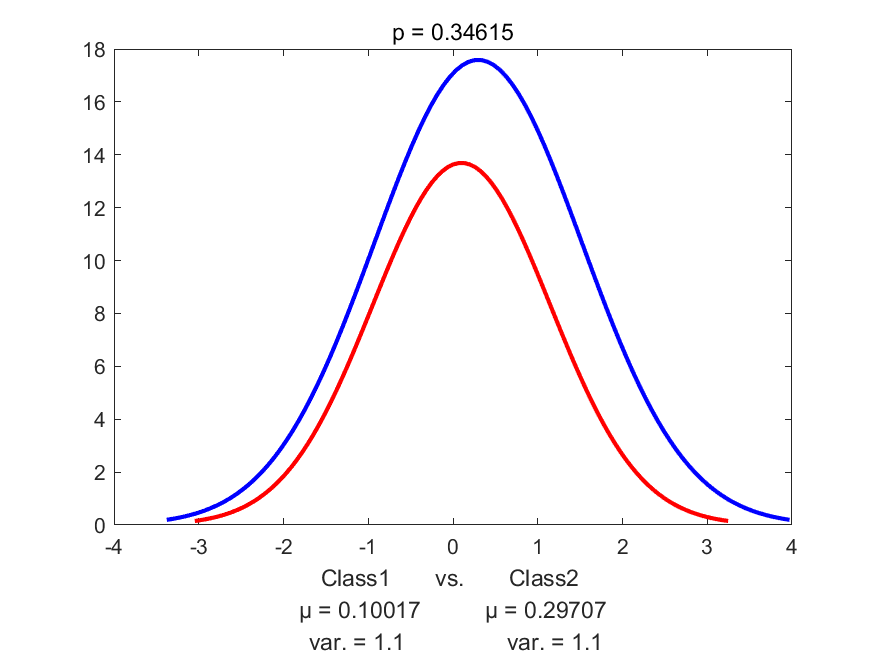 p = 0.34615
18
16
14
12
10
8
6
4
2
0
-4 -3 -2 -1 0 1 2 3 4
Class1 vs. Class2
μ = 0.10017 μ = 0.29707
var. = 1.1 var. = 1.1